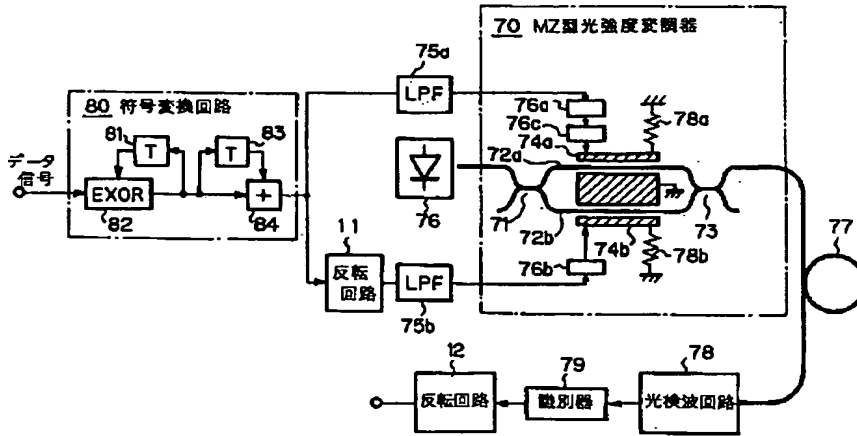 70 MZ型光強度変調器
75a
LPF
80 符号変換回路
81
83
T
T
データ
信号
EXOR
82
+
84
76
76a
76c
74a
72a
78a
71
73
72b
74b
78b
76b
11
反転
回路
LPF
75b
77
12
79
78
反転回路
識別器
光検波回路